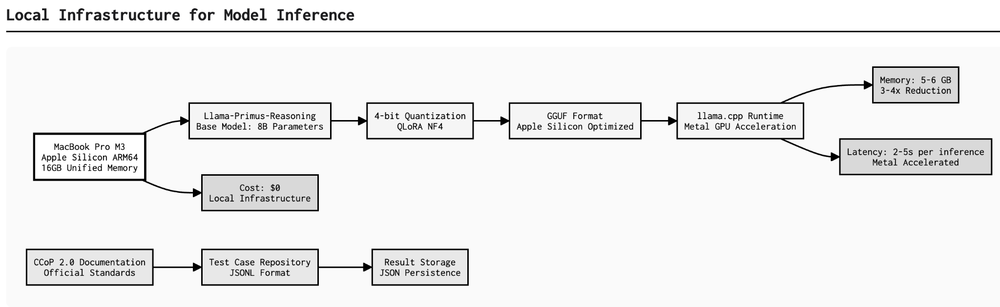 Local Infrastructure for Model Inference
MacBook Pro M3
Apple Silicon ARM64
16GB Unified Memory
Llama-Primus-Reasoning
Base Model: 8B Parameters
4-bit Quantization
QLoRA NF4
GGUF Format
Apple Silicon Optimized
llama.cpp Runtime
Metal GPU Acceleration
Memory: 5-6 GB
3-4x Reduction
Latency: 2-5s per inference
Metal Accelerated
Cost: $0
Local Infrastructure
CCoP 2.0 Documentation
Official Standards
Test Case Repository
JSONL Format
Result Storage
JSON Persistence